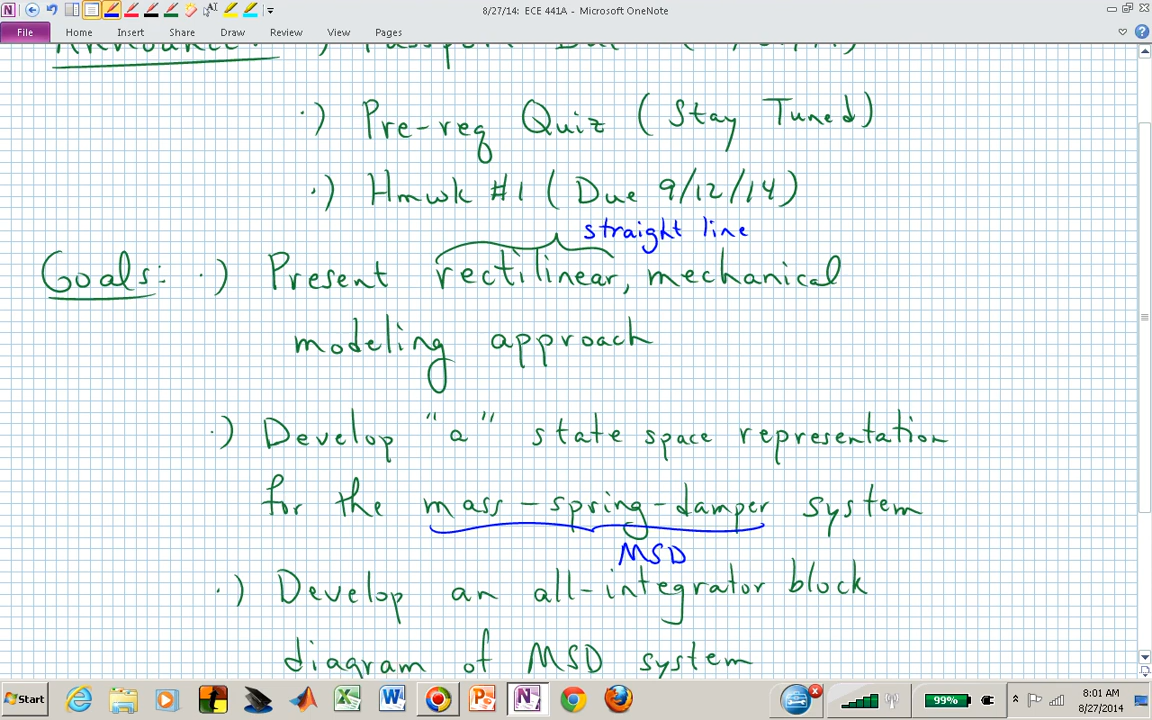 8/27/14: ECE 441A - Microsoft OneNote
File Home Insert Share Draw Review View Pages
·) Pre-req Quiz (Stay Tuned)
·) Hmwk #1 (Due 9/12/14)
straight line
Goals: ·) Present rectilinear, mechanical
modeling approach
·) Develop "a" state space representation
for the mass-spring-damper system
MSD
·) Develop an all-integrator block
diagram of MSD system
Start
99%
8:01 AM
8/27/2014